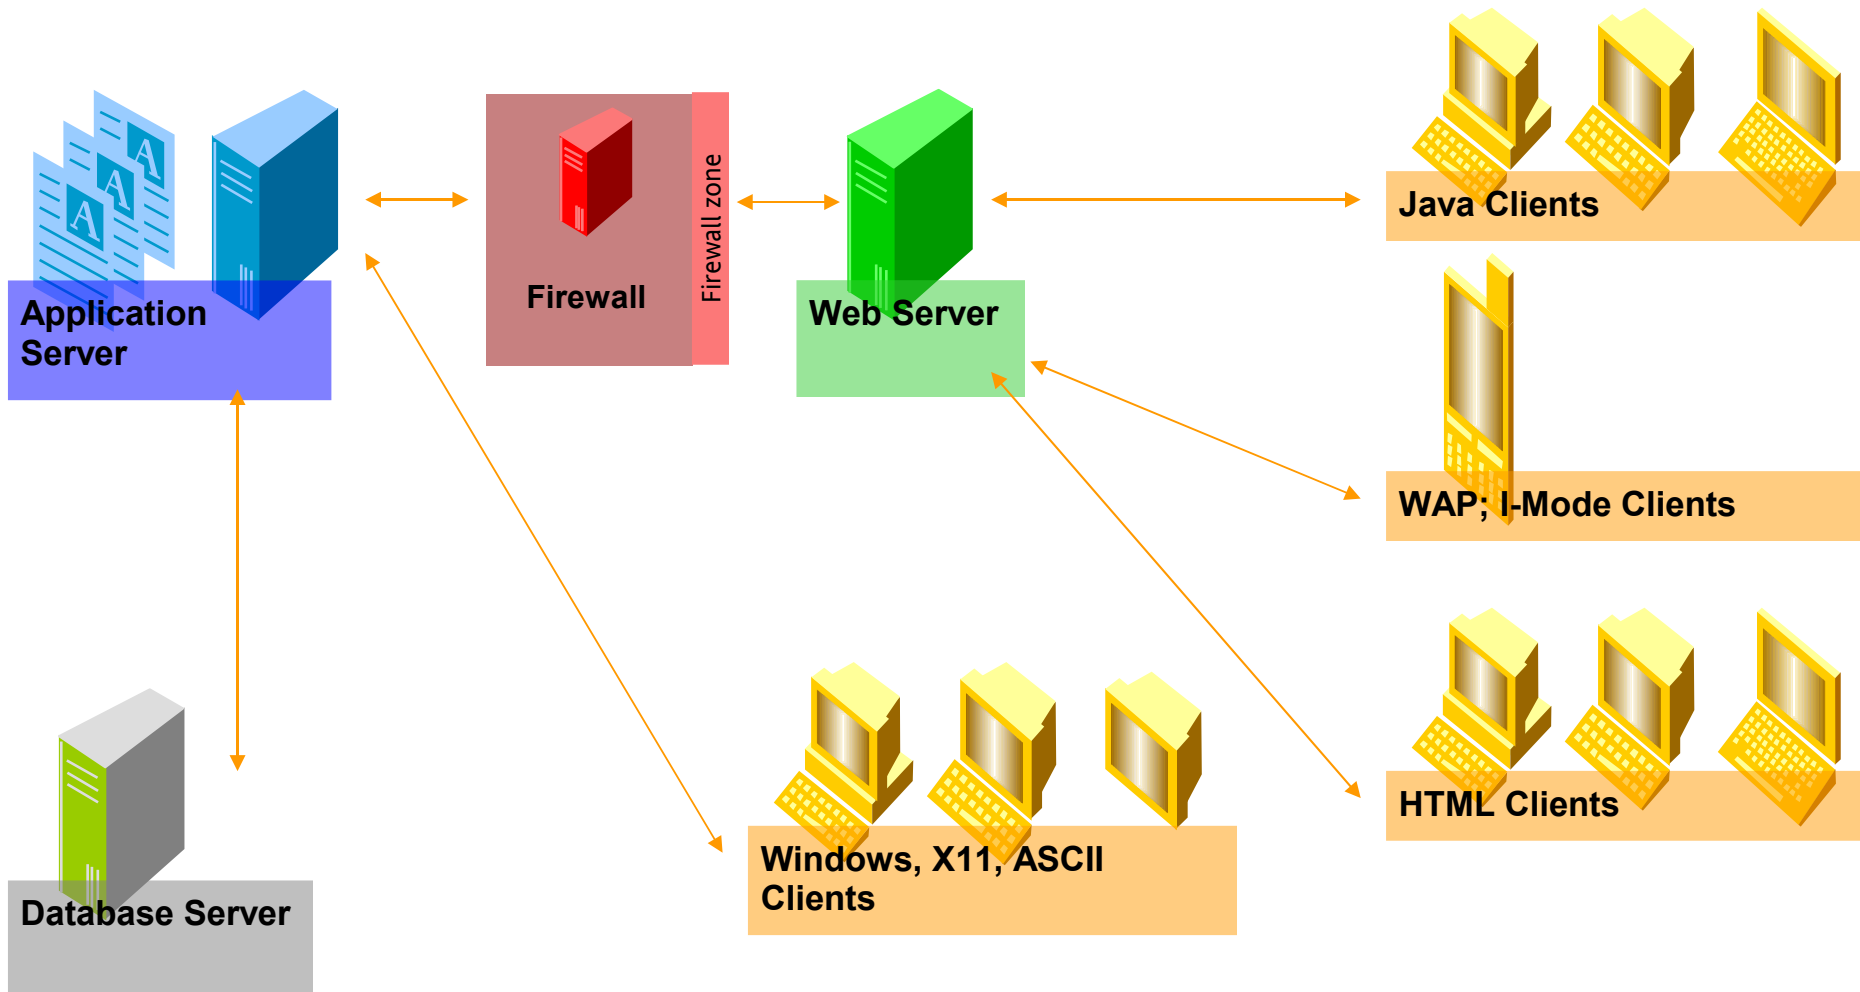 Application
Server
Firewall
Firewall zone
Web Server
Java Clients
WAP; I-Mode Clients
HTML Clients
Windows, X11, ASCII
Clients
Database Server
A
A
A